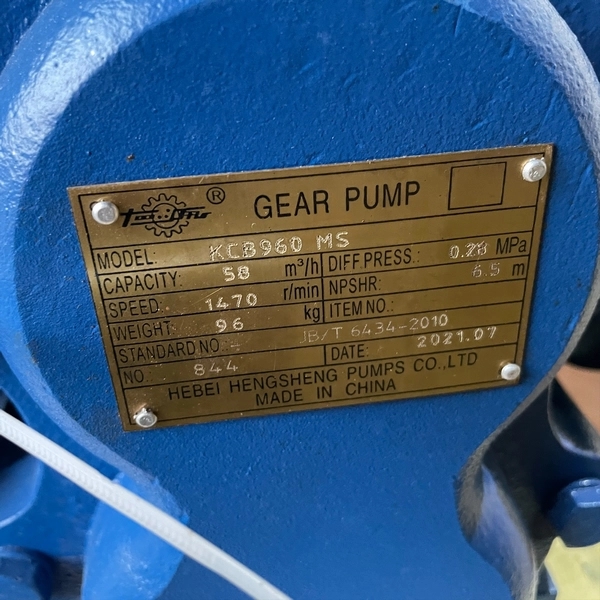 ® GEAR PUMP
MODEL: KCB960 MS
CAPACITY: 58 m³/h DIFF.PRESS.: 0.28 MPa
SPEED: 1470 r/min NPSHR: 6.5 m
WEIGHT: 96 kg ITEM NO.:
STANDARD NO.: JB/T 6434-2010
NO. 844 DATE: 2021.07
HEBEI HENGSHENG PUMPS CO.,LTD
MADE IN CHINA